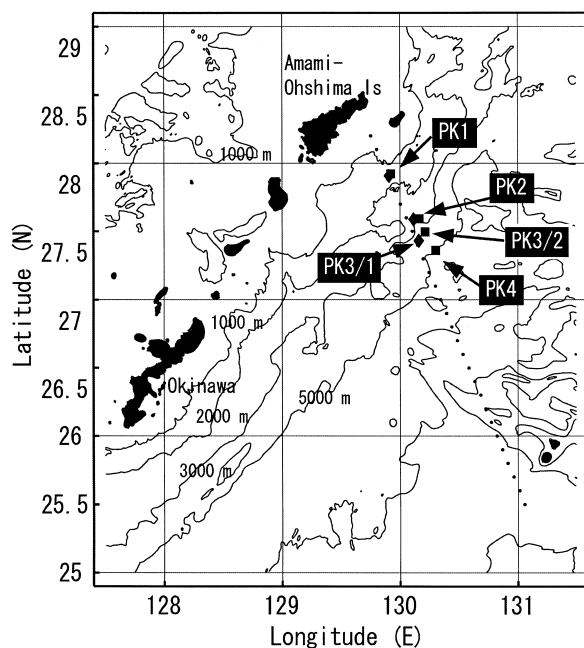 29
Amami-
Ohshima Is
28.5
PK1
1000 m
28
PK2
27.5
PK3/2
PK3/1
PK4
27
1000 m
26.5
Okinawa
5000 m
2000 m
26
3000 m
25.5
25
128
129
130
131
Latitude (N)
Longitude (E)